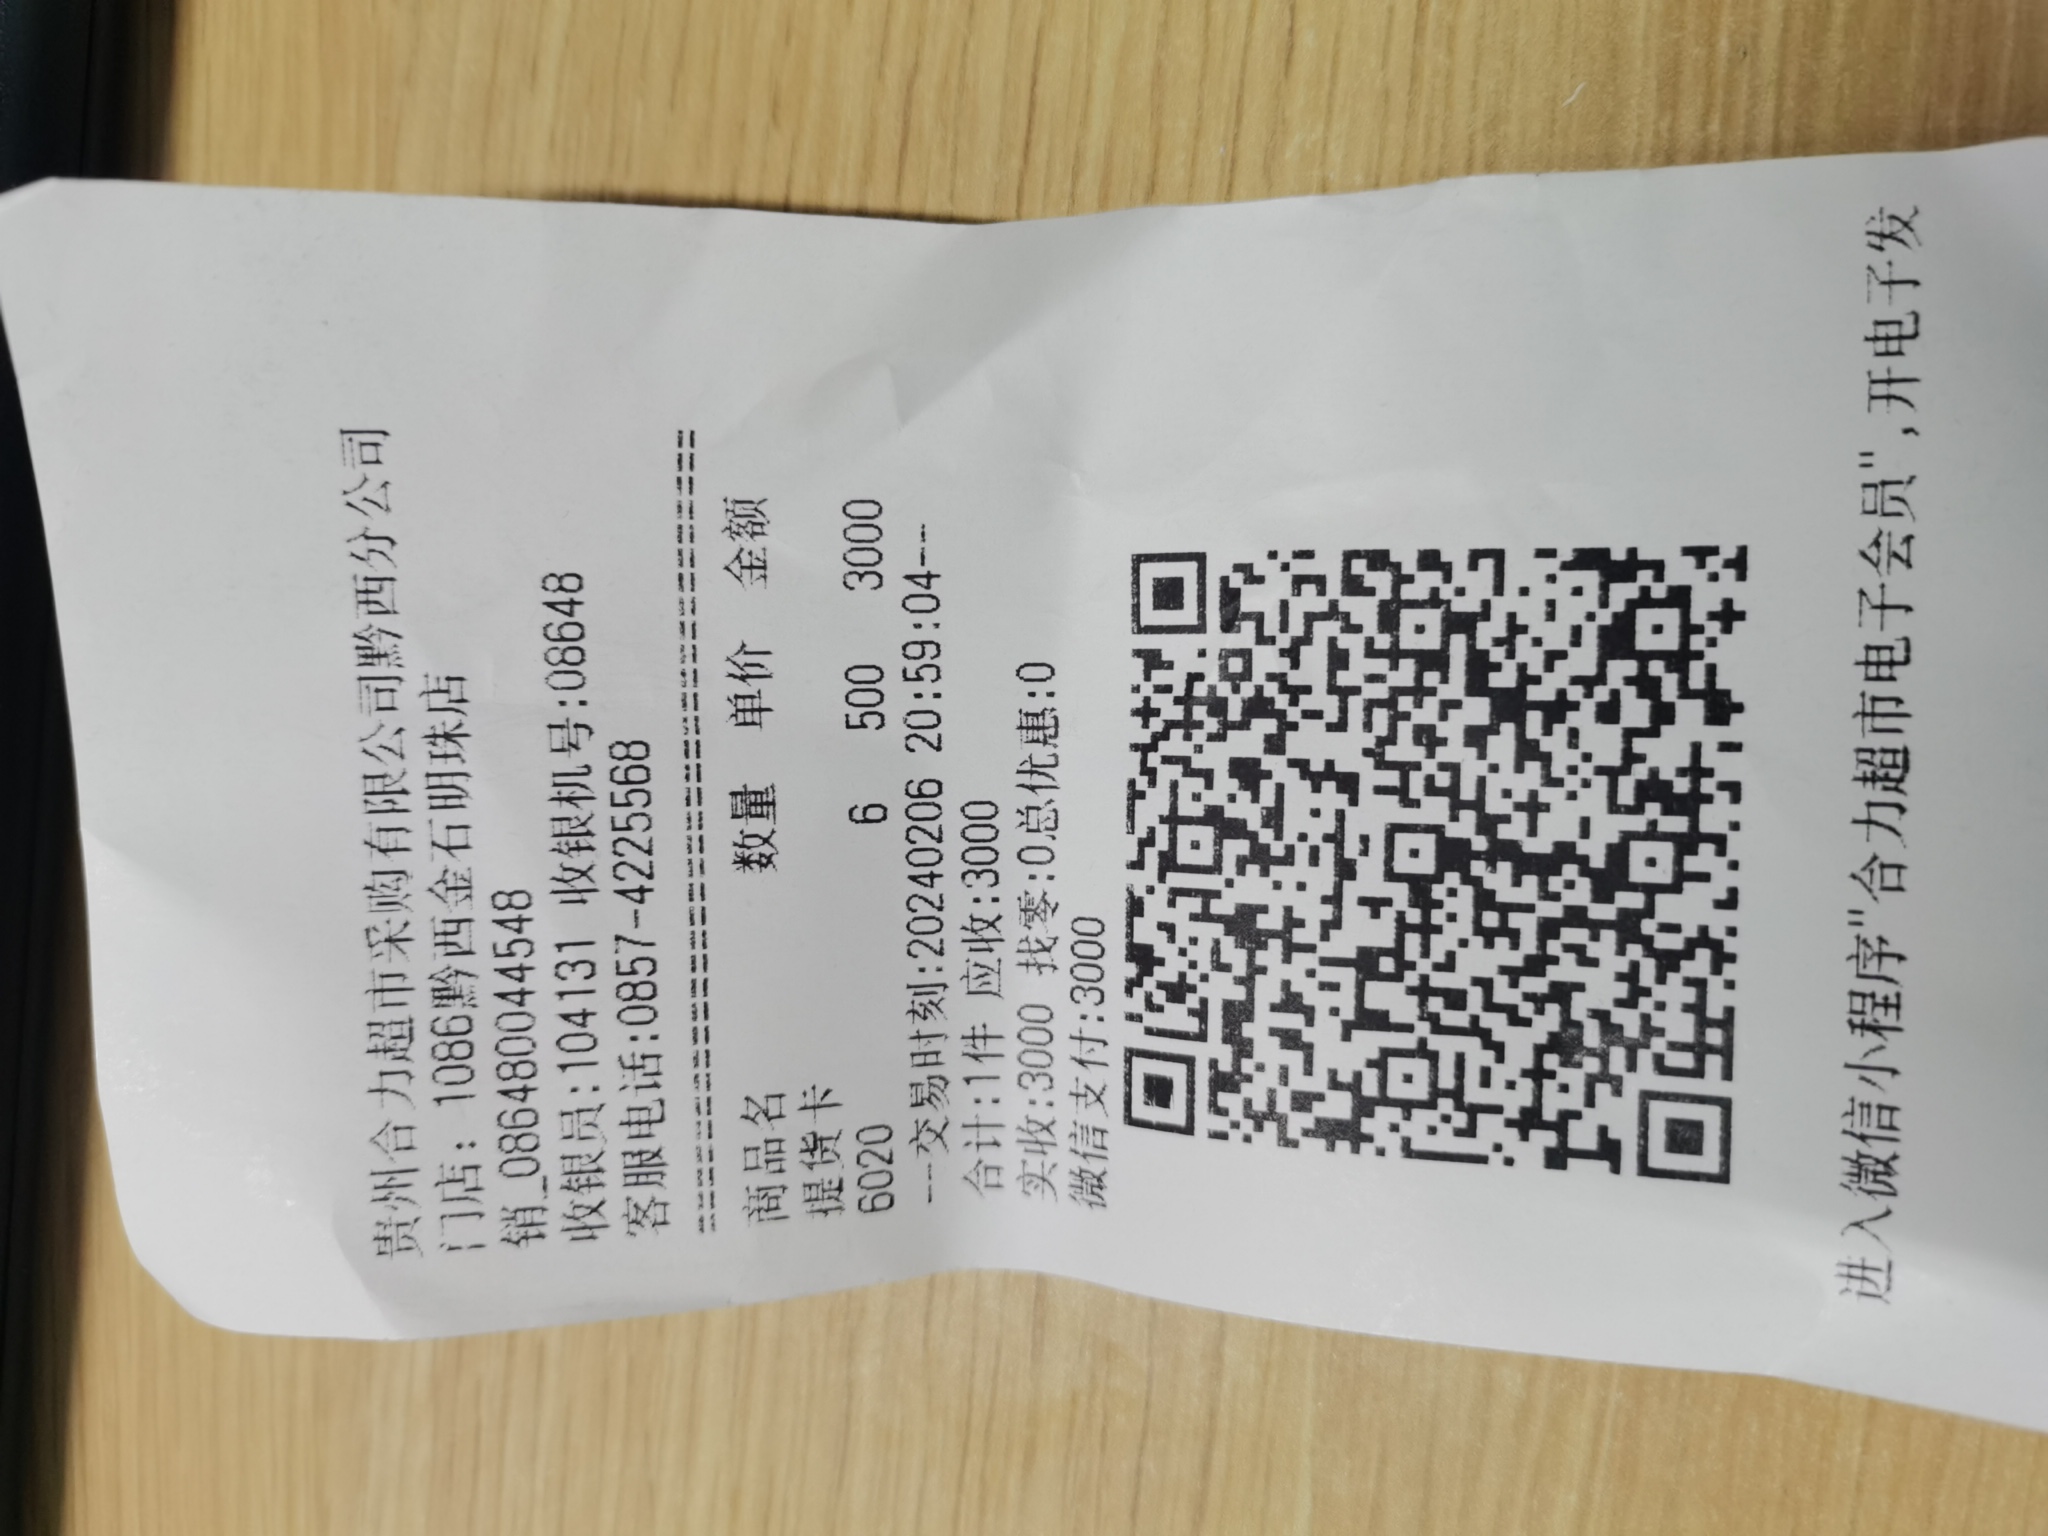 贵州合力超市采购有限公司黔西分公司
门店: 1086黔西金石明珠店
销_086480044548
收银员:104131 收银机号:08648
客服电话:0857-4225568
商品名 数量 单价 金额
提货卡
6020 6 500 3000
---交易时刻:20240206 20:59:04---
合计:1件 应收:3000
实收:3000 找零:0总优惠:0
微信支付:3000
进入微信小程序"合力超市电子会员",开电子发